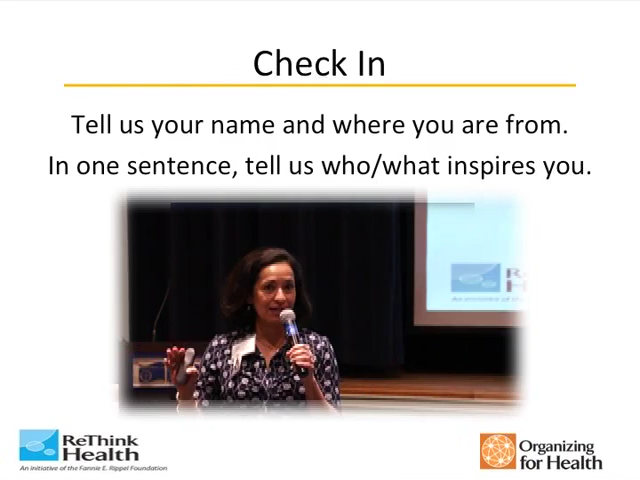 Check In
Tell us your name and where you are from.
In one sentence, tell us who/what inspires you.
ReThink
Health
An Initiative of the Fannie E. Rippel Foundation
Organizing
for Health